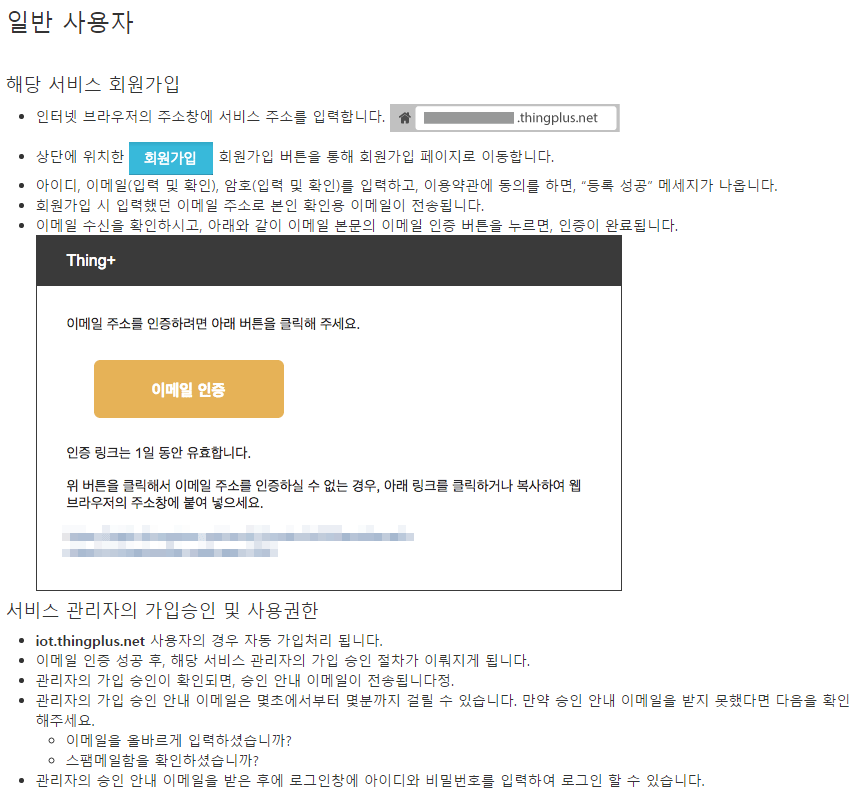 일반 사용자
해당 서비스 회원가입
인터넷 브라우저의 주소창에 서비스 주소를 입력합니다. .thingplus.net
상단에 위치한 회원가입 회원가입 버튼을 통해 회원가입 페이지로 이동합니다.
아이디, 이메일(입력 및 확인), 암호(입력 및 확인)를 입력하고, 이용약관에 동의를 하면, “등록 성공” 메세지가 나옵니다.
회원가입 시 입력했던 이메일 주소로 본인 확인용 이메일이 전송됩니다.
이메일 수신을 확인하시고, 아래와 같이 이메일 본문의 이메일 인증 버튼을 누르면, 인증이 완료됩니다.
Thing+
이메일 주소를 인증하려면 아래 버튼을 클릭해 주세요.
이메일 인증
인증 링크는 1일 동안 유효합니다.
위 버튼을 클릭해서 이메일 주소를 인증하실 수 없는 경우, 아래 링크를 클릭하거나 복사하여 웹
브라우저의 주소창에 붙여 넣으세요.
서비스 관리자의 가입승인 및 사용권한
iot.thingplus.net 사용자의 경우 자동 가입처리 됩니다.
이메일 인증 성공 후, 해당 서비스 관리자의 가입 승인 절차가 이뤄지게 됩니다.
관리자의 가입 승인이 확인되면, 승인 안내 이메일이 전송됩니다정.
관리자의 가입 승인 안내 이메일은 몇초에서부터 몇분까지 걸릴 수 있습니다. 만약 승인 안내 이메일을 받지 못했다면 다음을 확인
해주세요.
이메일을 올바르게 입력하셨습니까?
스팸메일함을 확인하셨습니까?
관리자의 승인 안내 이메일을 받은 후에 로그인창에 아이디와 비밀번호를 입력하여 로그인 할 수 있습니다.